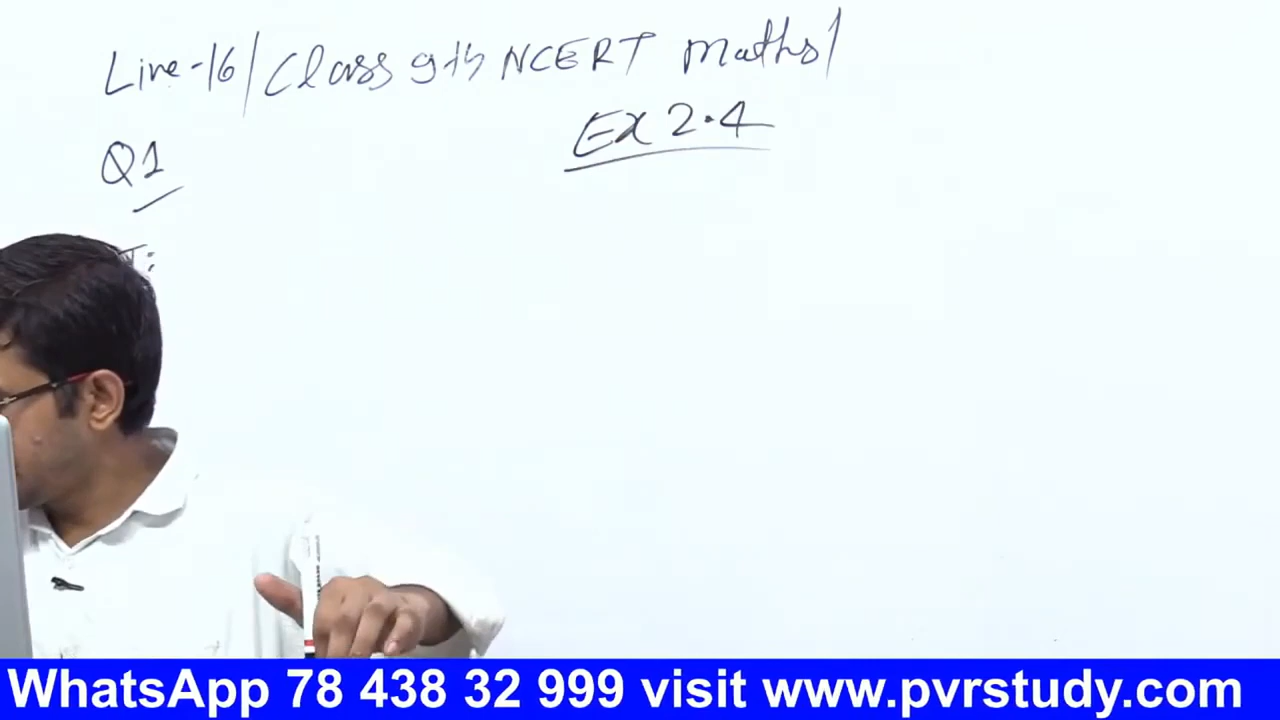 Live-16/Class 9th NCERT Maths/
Ex 2.4
Q1
WhatsApp 78 438 32 999 visit www.pvrstudy.com